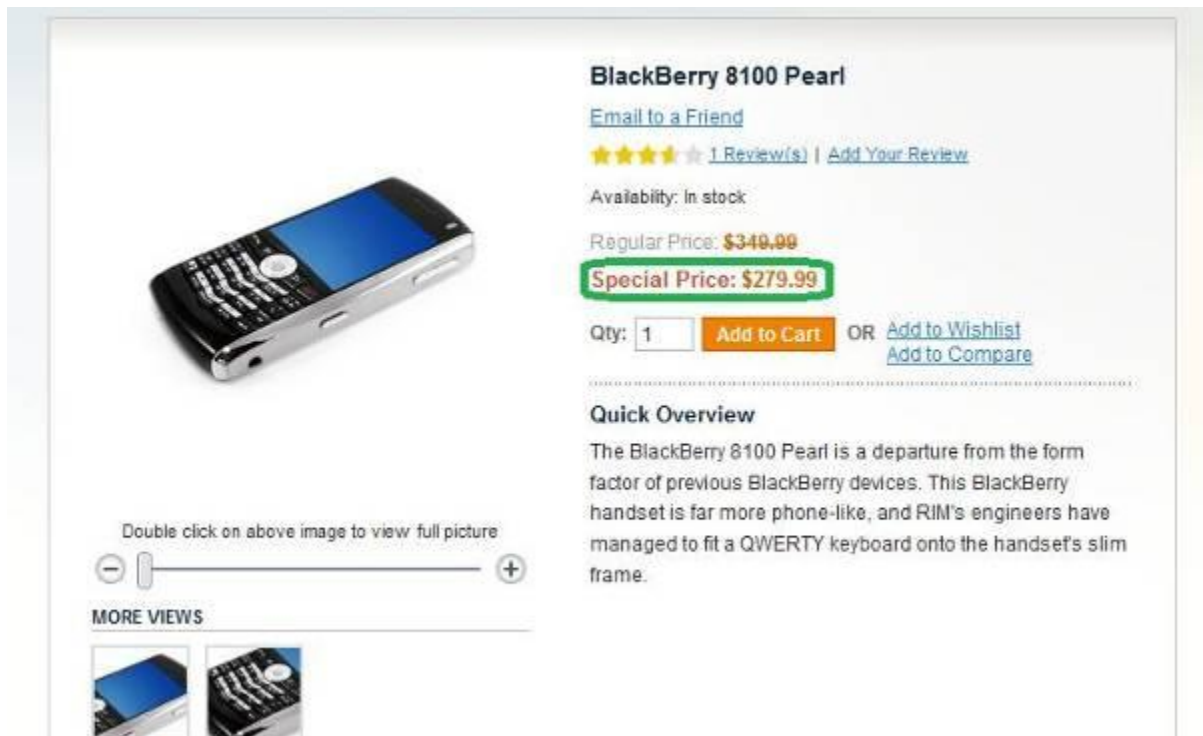 BlackBerry 8100 Pearl
Email to a Friend
1 Review(s) | Add Your Review
Availability: In stock
Regular Price: $349.99
Special Price: $279.99
Qty: 1 Add to Cart OR Add to Wishlist
Add to Compare
Quick Overview
The BlackBerry 8100 Pearl is a departure from the form
factor of previous BlackBerry devices. This BlackBerry
handset is far more phone-like, and RIM's engineers have
managed to fit a QWERTY keyboard onto the handset's slim
frame.
Double click on above image to view full picture
MORE VIEWS